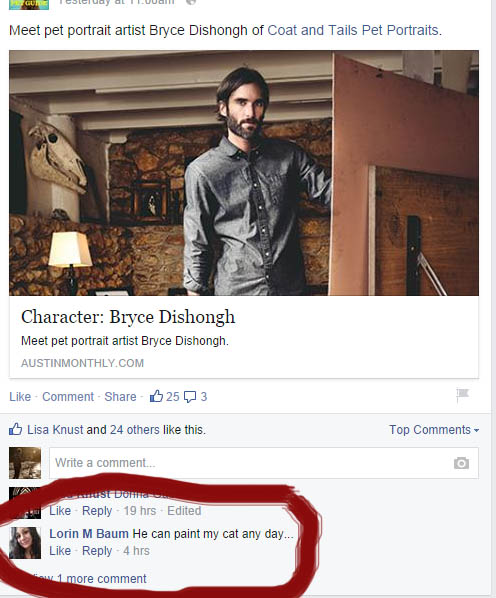 PET GUIDE
Yesterday at 11:00am
Meet pet portrait artist Bryce Dishongh of Coat and Tails Pet Portraits.
Character: Bryce Dishongh
Meet pet portrait artist Bryce Dishongh.
AUSTINMONTHLY.COM
Like · Comment · Share · 25 3
Lisa Knust and 24 others like this.
Top Comments
Write a comment...
Knust Donna
Like · Reply · 19 hrs · Edited
Lorin M Baum He can paint my cat any day...
Like · Reply · 4 hrs
1 more comment